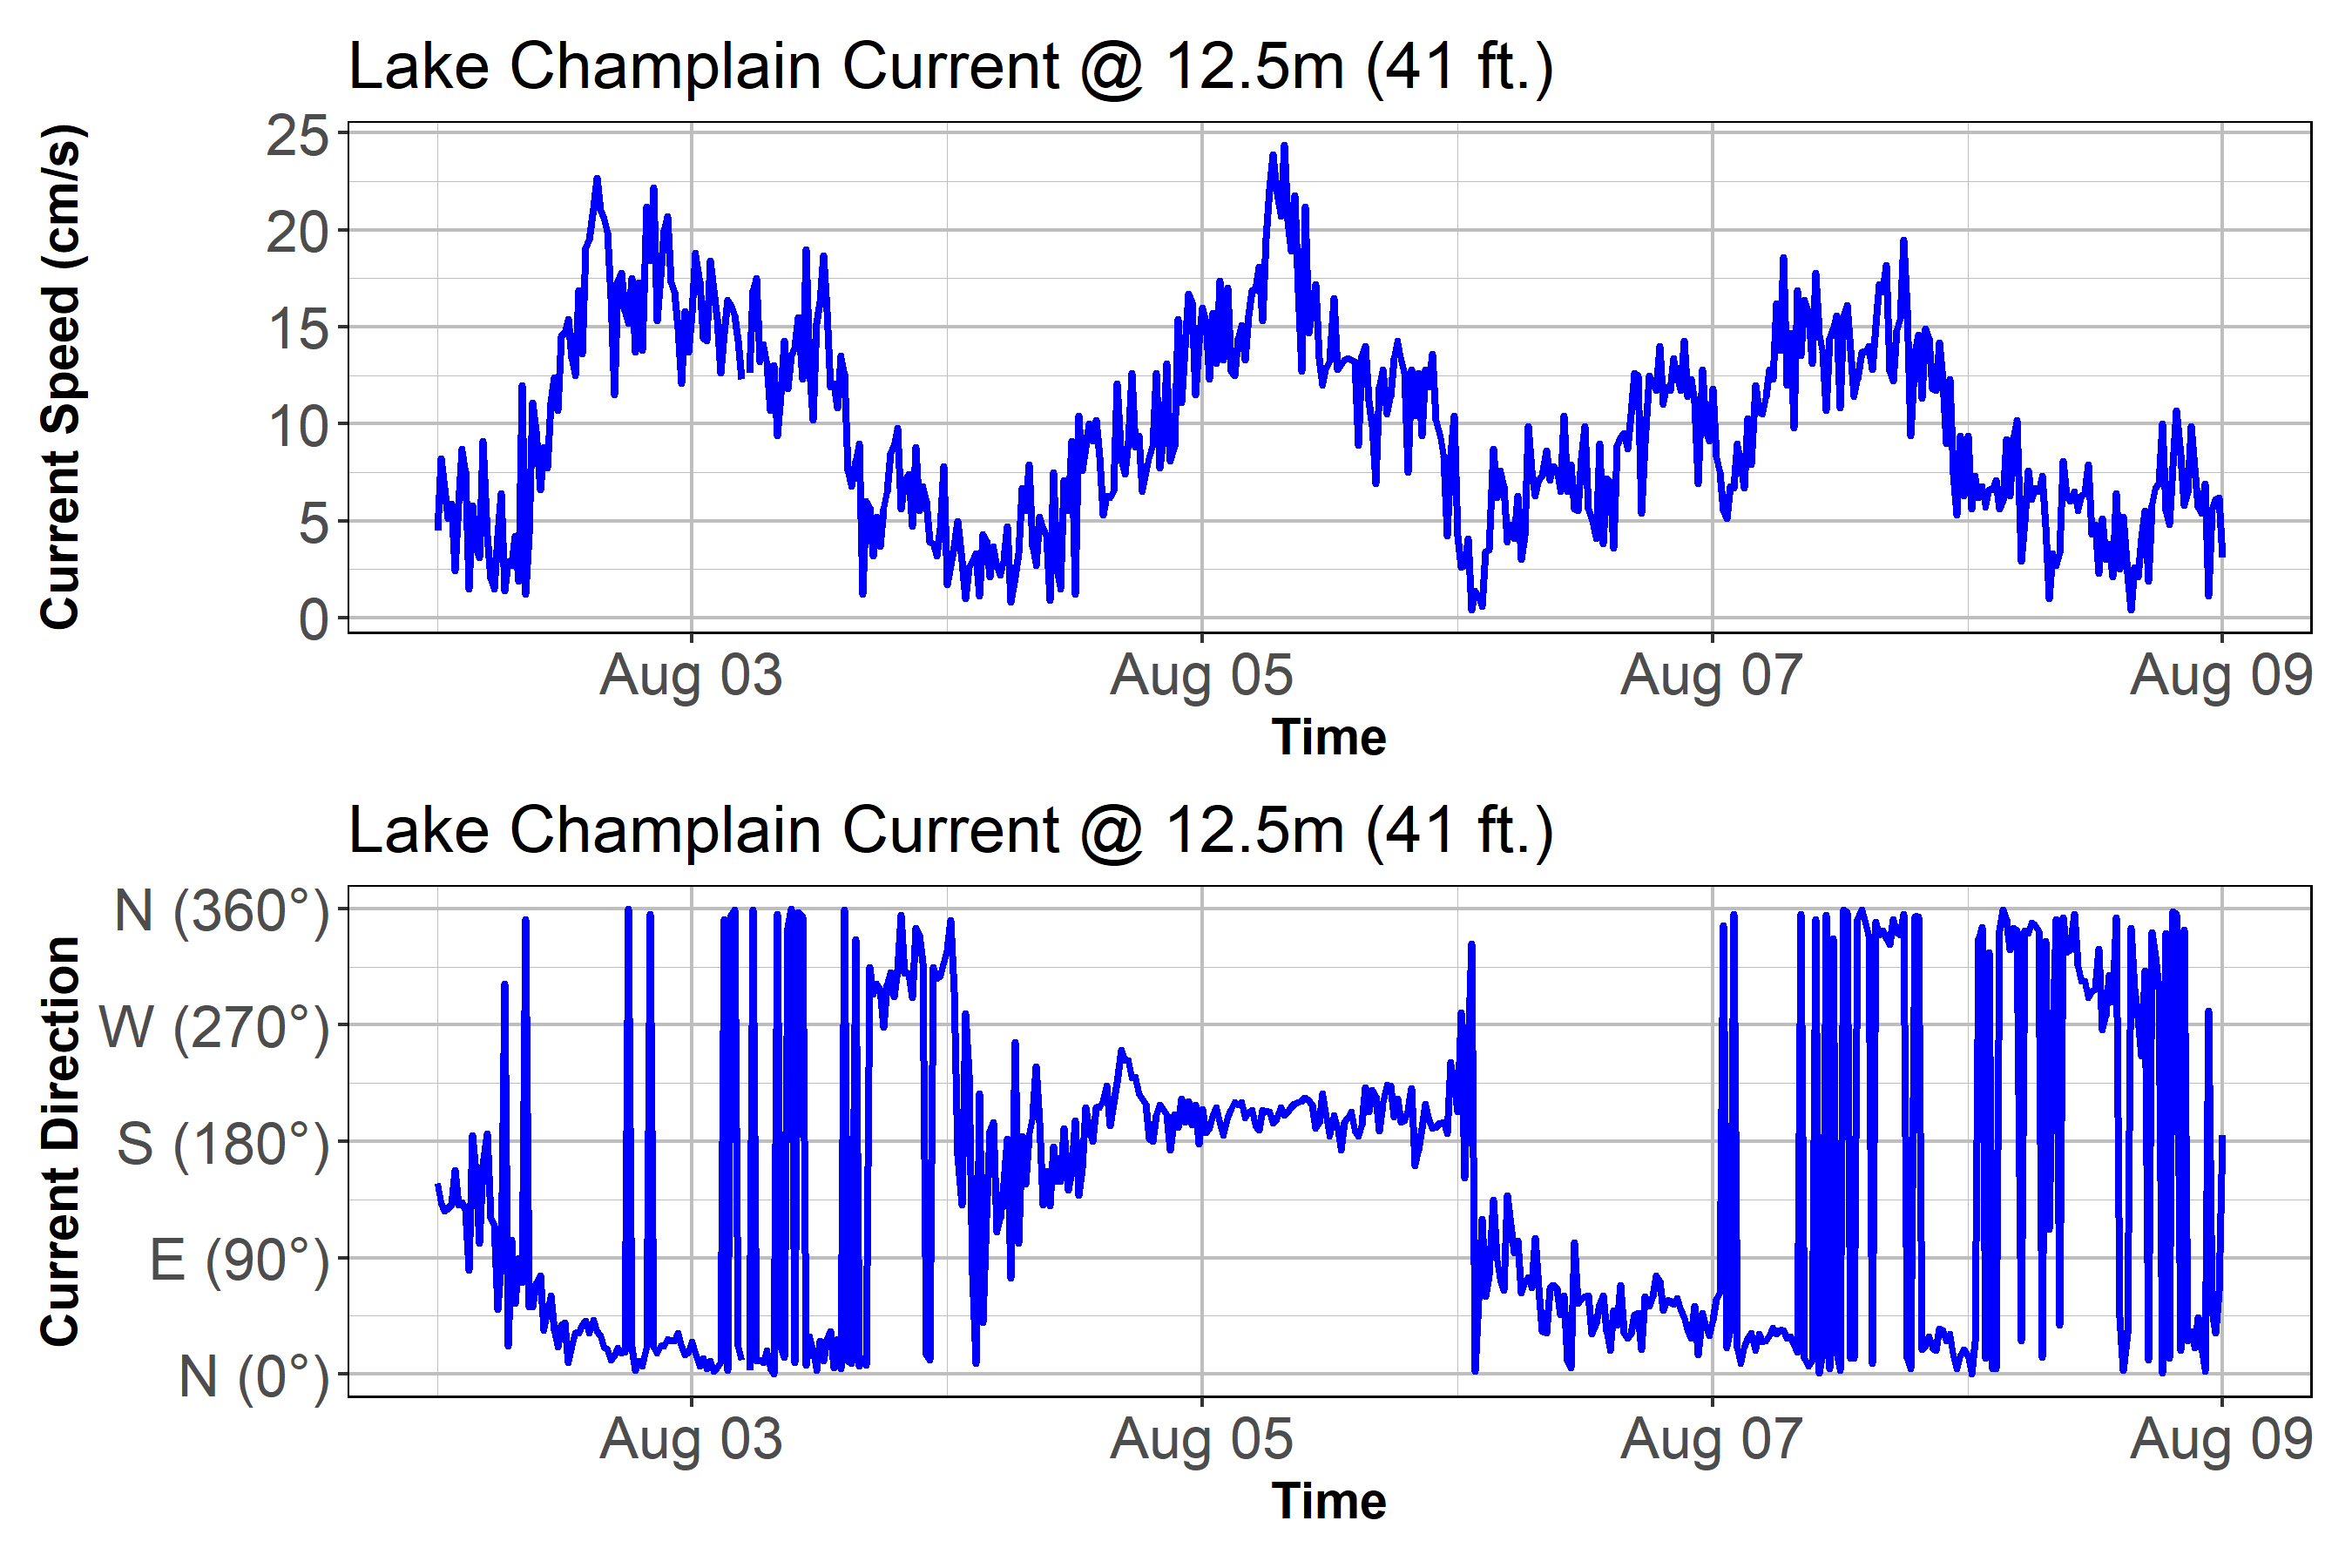 Lake Champlain Current @ 12.5m (41 ft.)
Current Speed (cm/s)
25
20
15
10
5
0
Aug 03 Aug 05 Aug 07 Aug 09
Time
Lake Champlain Current @ 12.5m (41 ft.)
Current Direction
N (360°)
W (270°)
S (180°)
E (90°)
N (0°)
Aug 03 Aug 05 Aug 07 Aug 09
Time